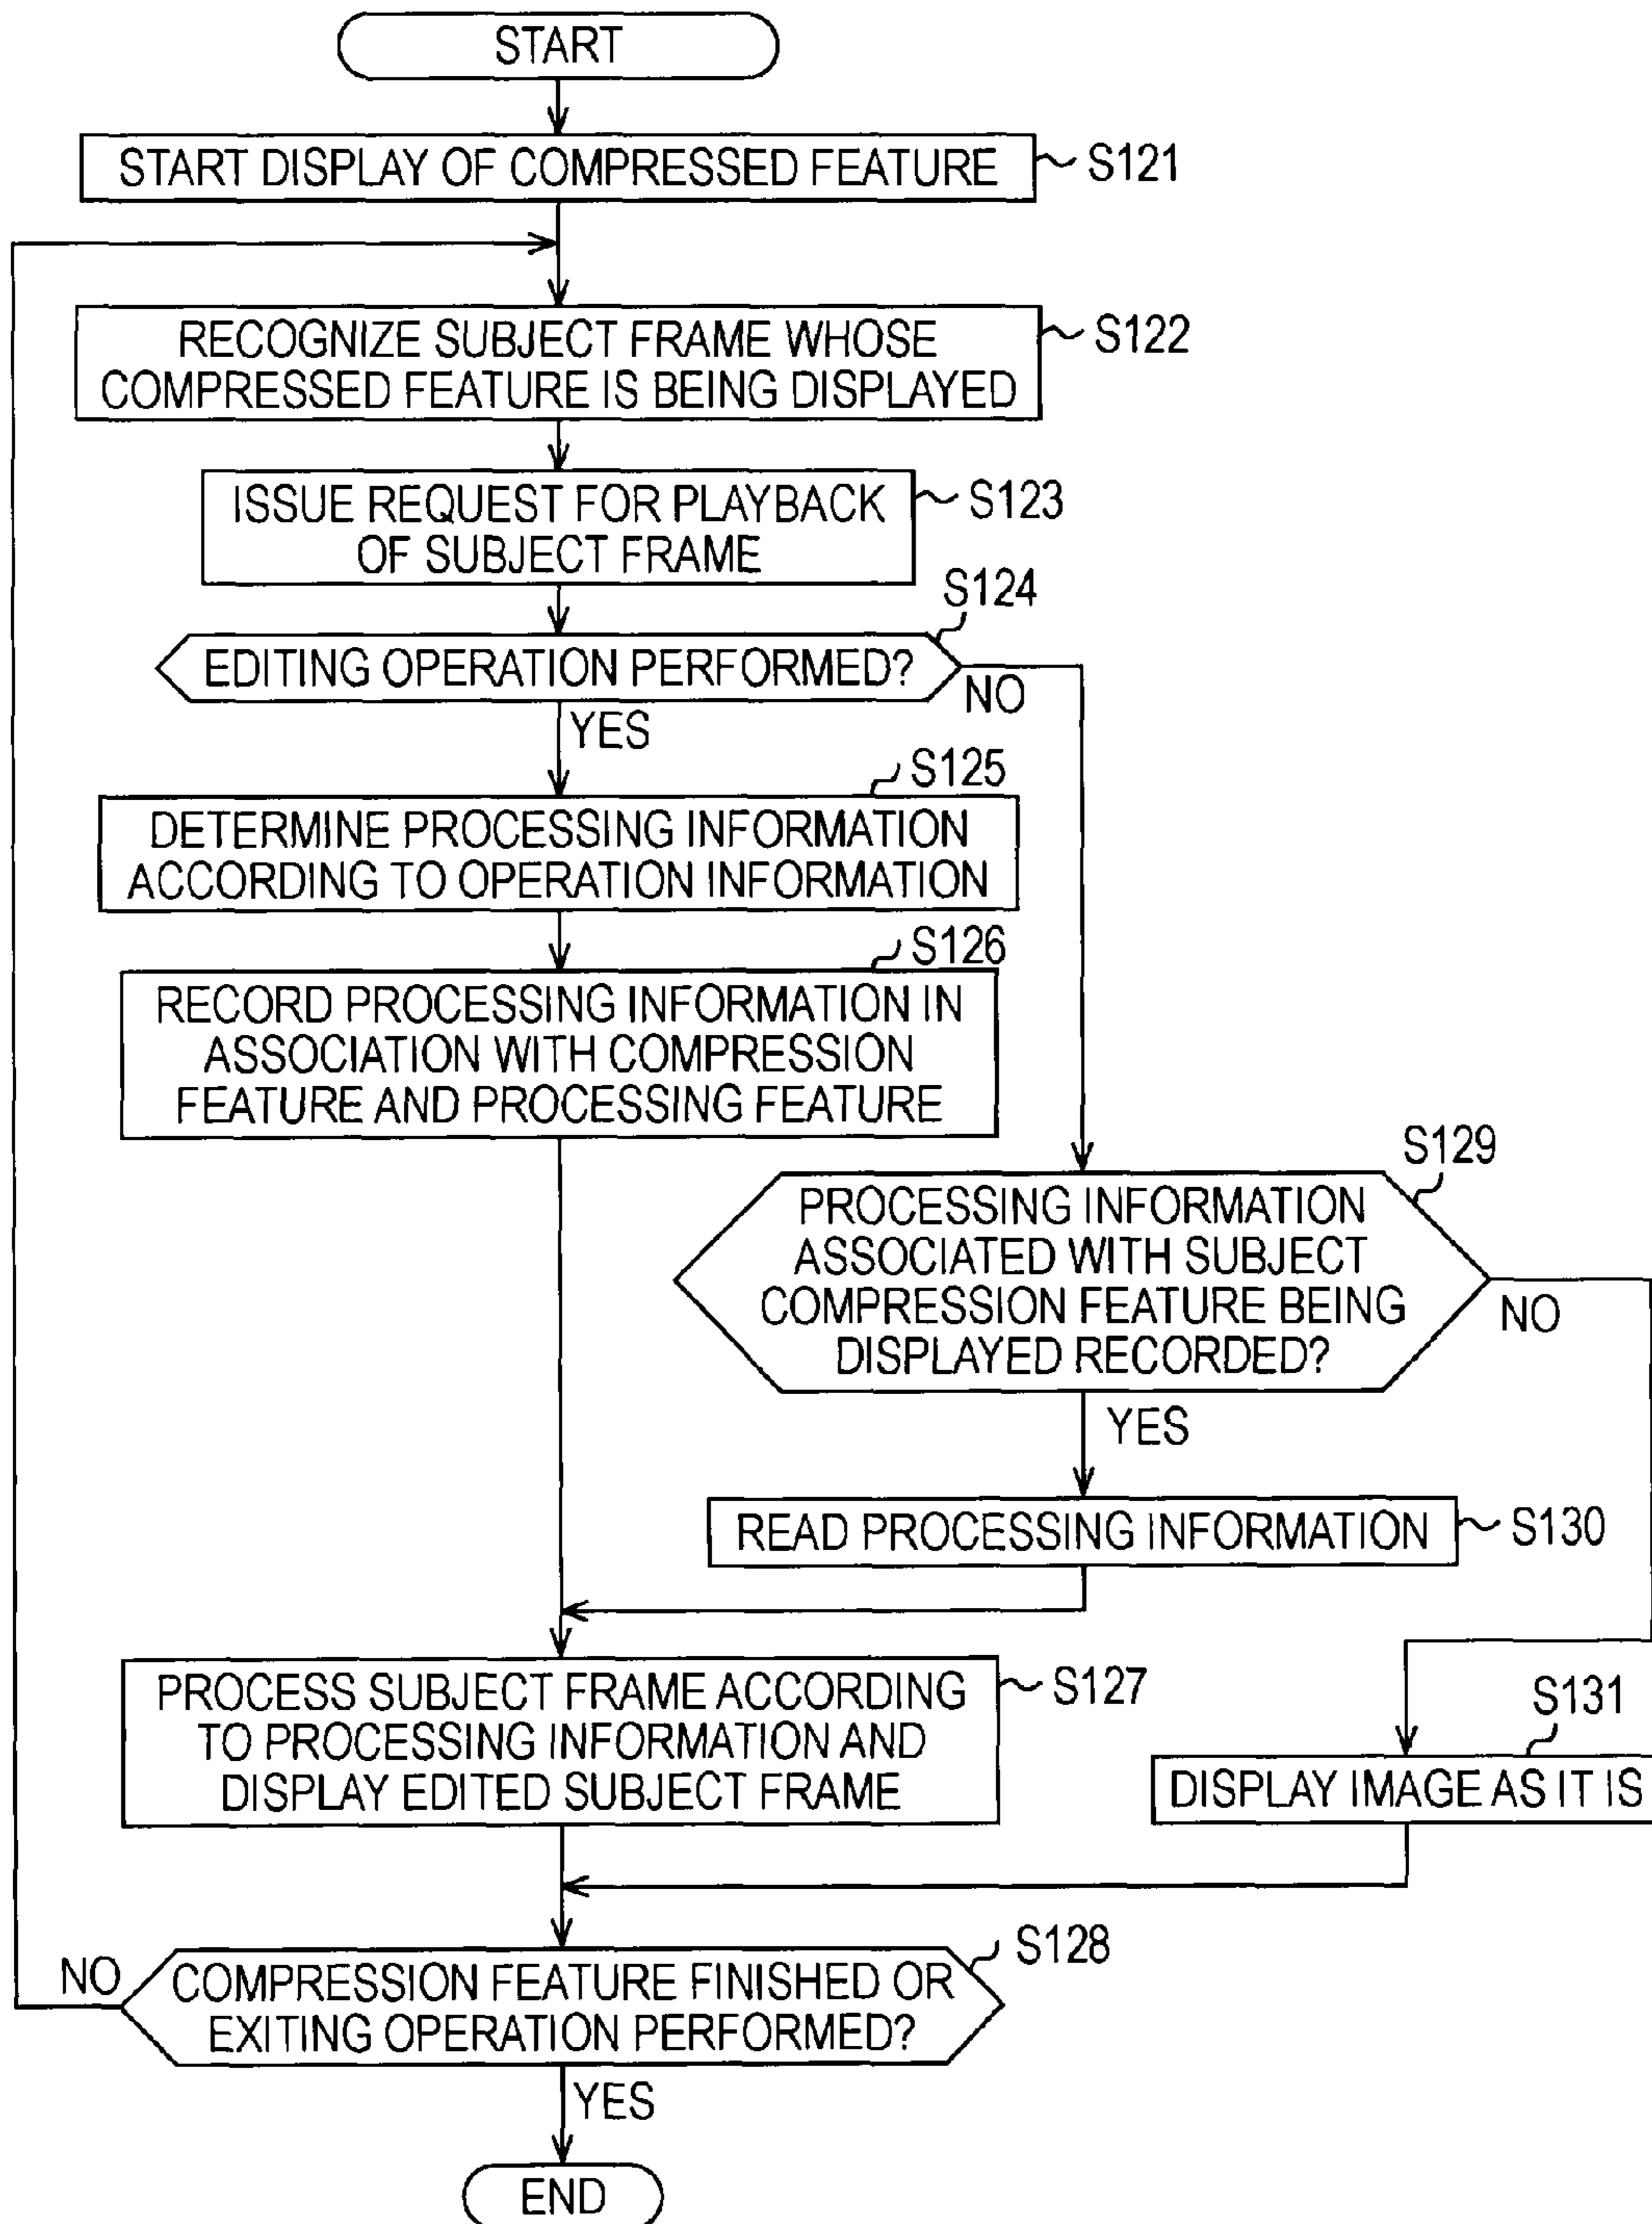 START
START DISPLAY OF COMPRESSED FEATURE
S121
RECOGNIZE SUBJECT FRAME WHOSE
COMPRESSED FEATURE IS BEING DISPLAYED
S122
ISSUE REQUEST FOR PLAYBACK
OF SUBJECT FRAME
S123
S124
EDITING OPERATION PERFORMED?
NO
YES
S125
DETERMINE PROCESSING INFORMATION
ACCORDING TO OPERATION INFORMATION
S126
RECORD PROCESSING INFORMATION IN
ASSOCIATION WITH COMPRESSION
FEATURE AND PROCESSING FEATURE
S129
PROCESSING INFORMATION
ASSOCIATED WITH SUBJECT
COMPRESSION FEATURE BEING
DISPLAYED RECORDED?
NO
YES
READ PROCESSING INFORMATION
S130
PROCESS SUBJECT FRAME ACCORDING
TO PROCESSING INFORMATION AND
DISPLAY EDITED SUBJECT FRAME
S127
S131
DISPLAY IMAGE AS IT IS
S128
NO
COMPRESSION FEATURE FINISHED OR
EXITING OPERATION PERFORMED?
YES
END